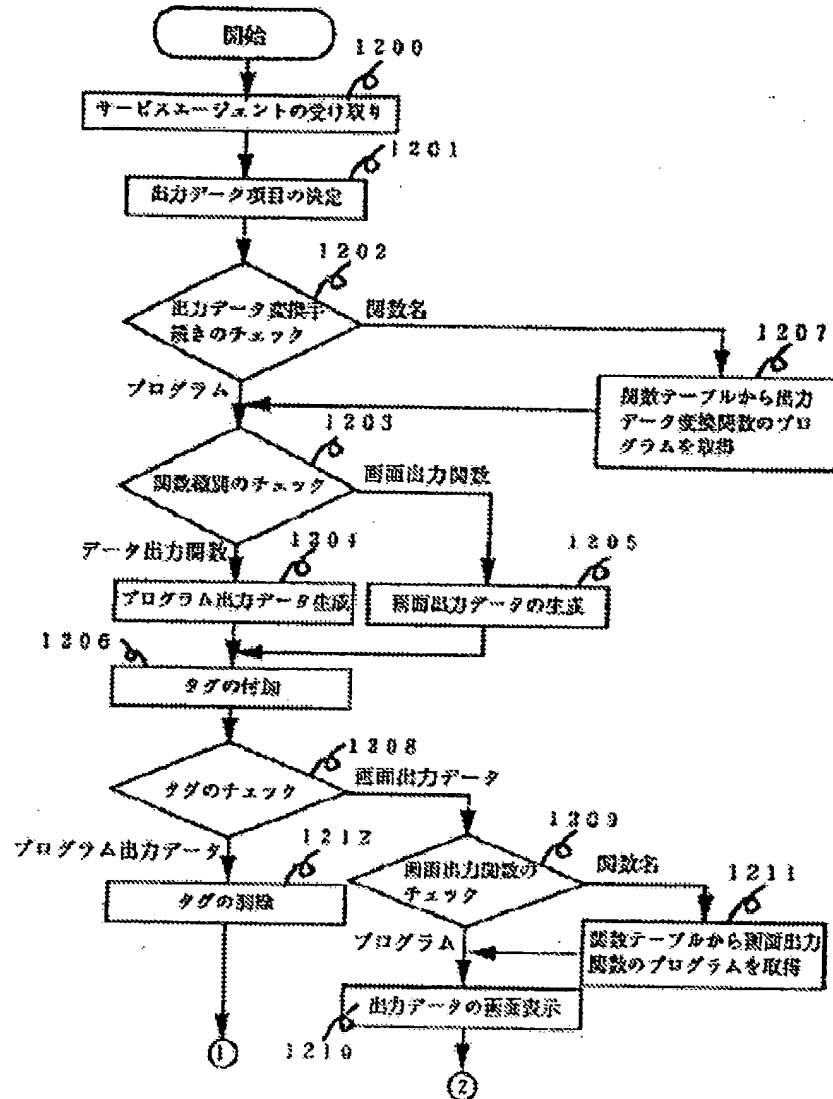 開始
1200
サービスエージェントの受け取り
1201
出力データ項目の決定
1202
出力データ変換手
続きのチェック
関数名
1207
関数テーブルから出力
データ変換関数のプロ
グラムを取得
プログラム
1203
関数種別のチェック
画面出力関数
データ出力関数
1204
プログラム出力データ生成
1205
画面出力データの生成
1206
タグの付加
1208
タグのチェック
画面出力データ
プログラム出力データ
1212
タグの削除
1209
画面出力関数の
チェック
関数名
1211
関数テーブルから画面出力
関数のプログラムを取得
プログラム
出力データの画面表示
1210
①
②